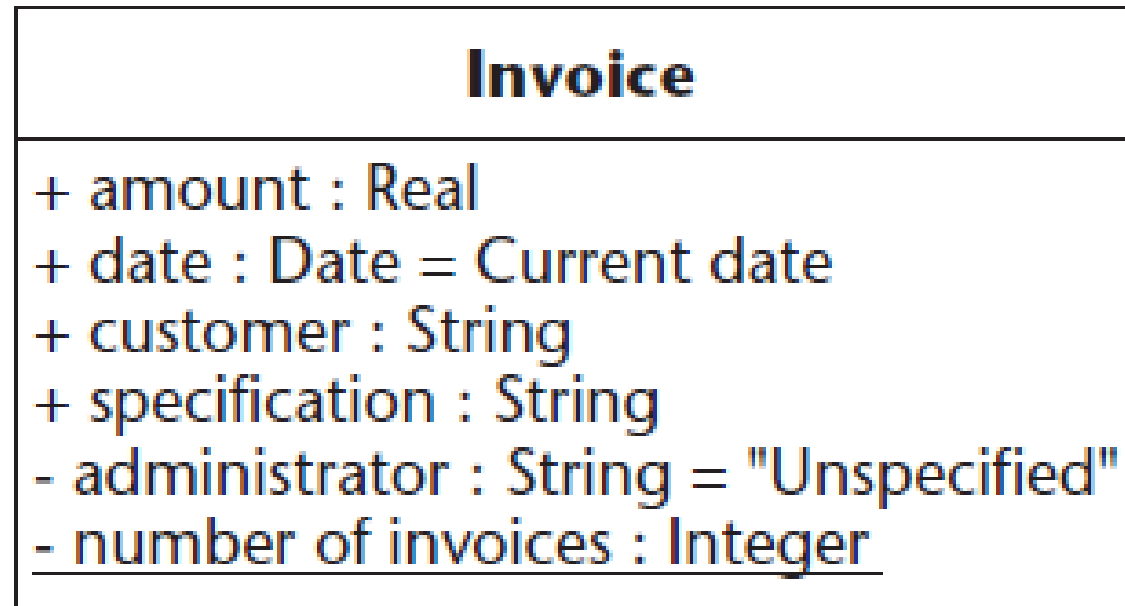 Invoice
+ amount : Real
+ date : Date = Current date
+ customer : String
+ specification : String
- administrator : String = "Unspecified"
- number of invoices : Integer